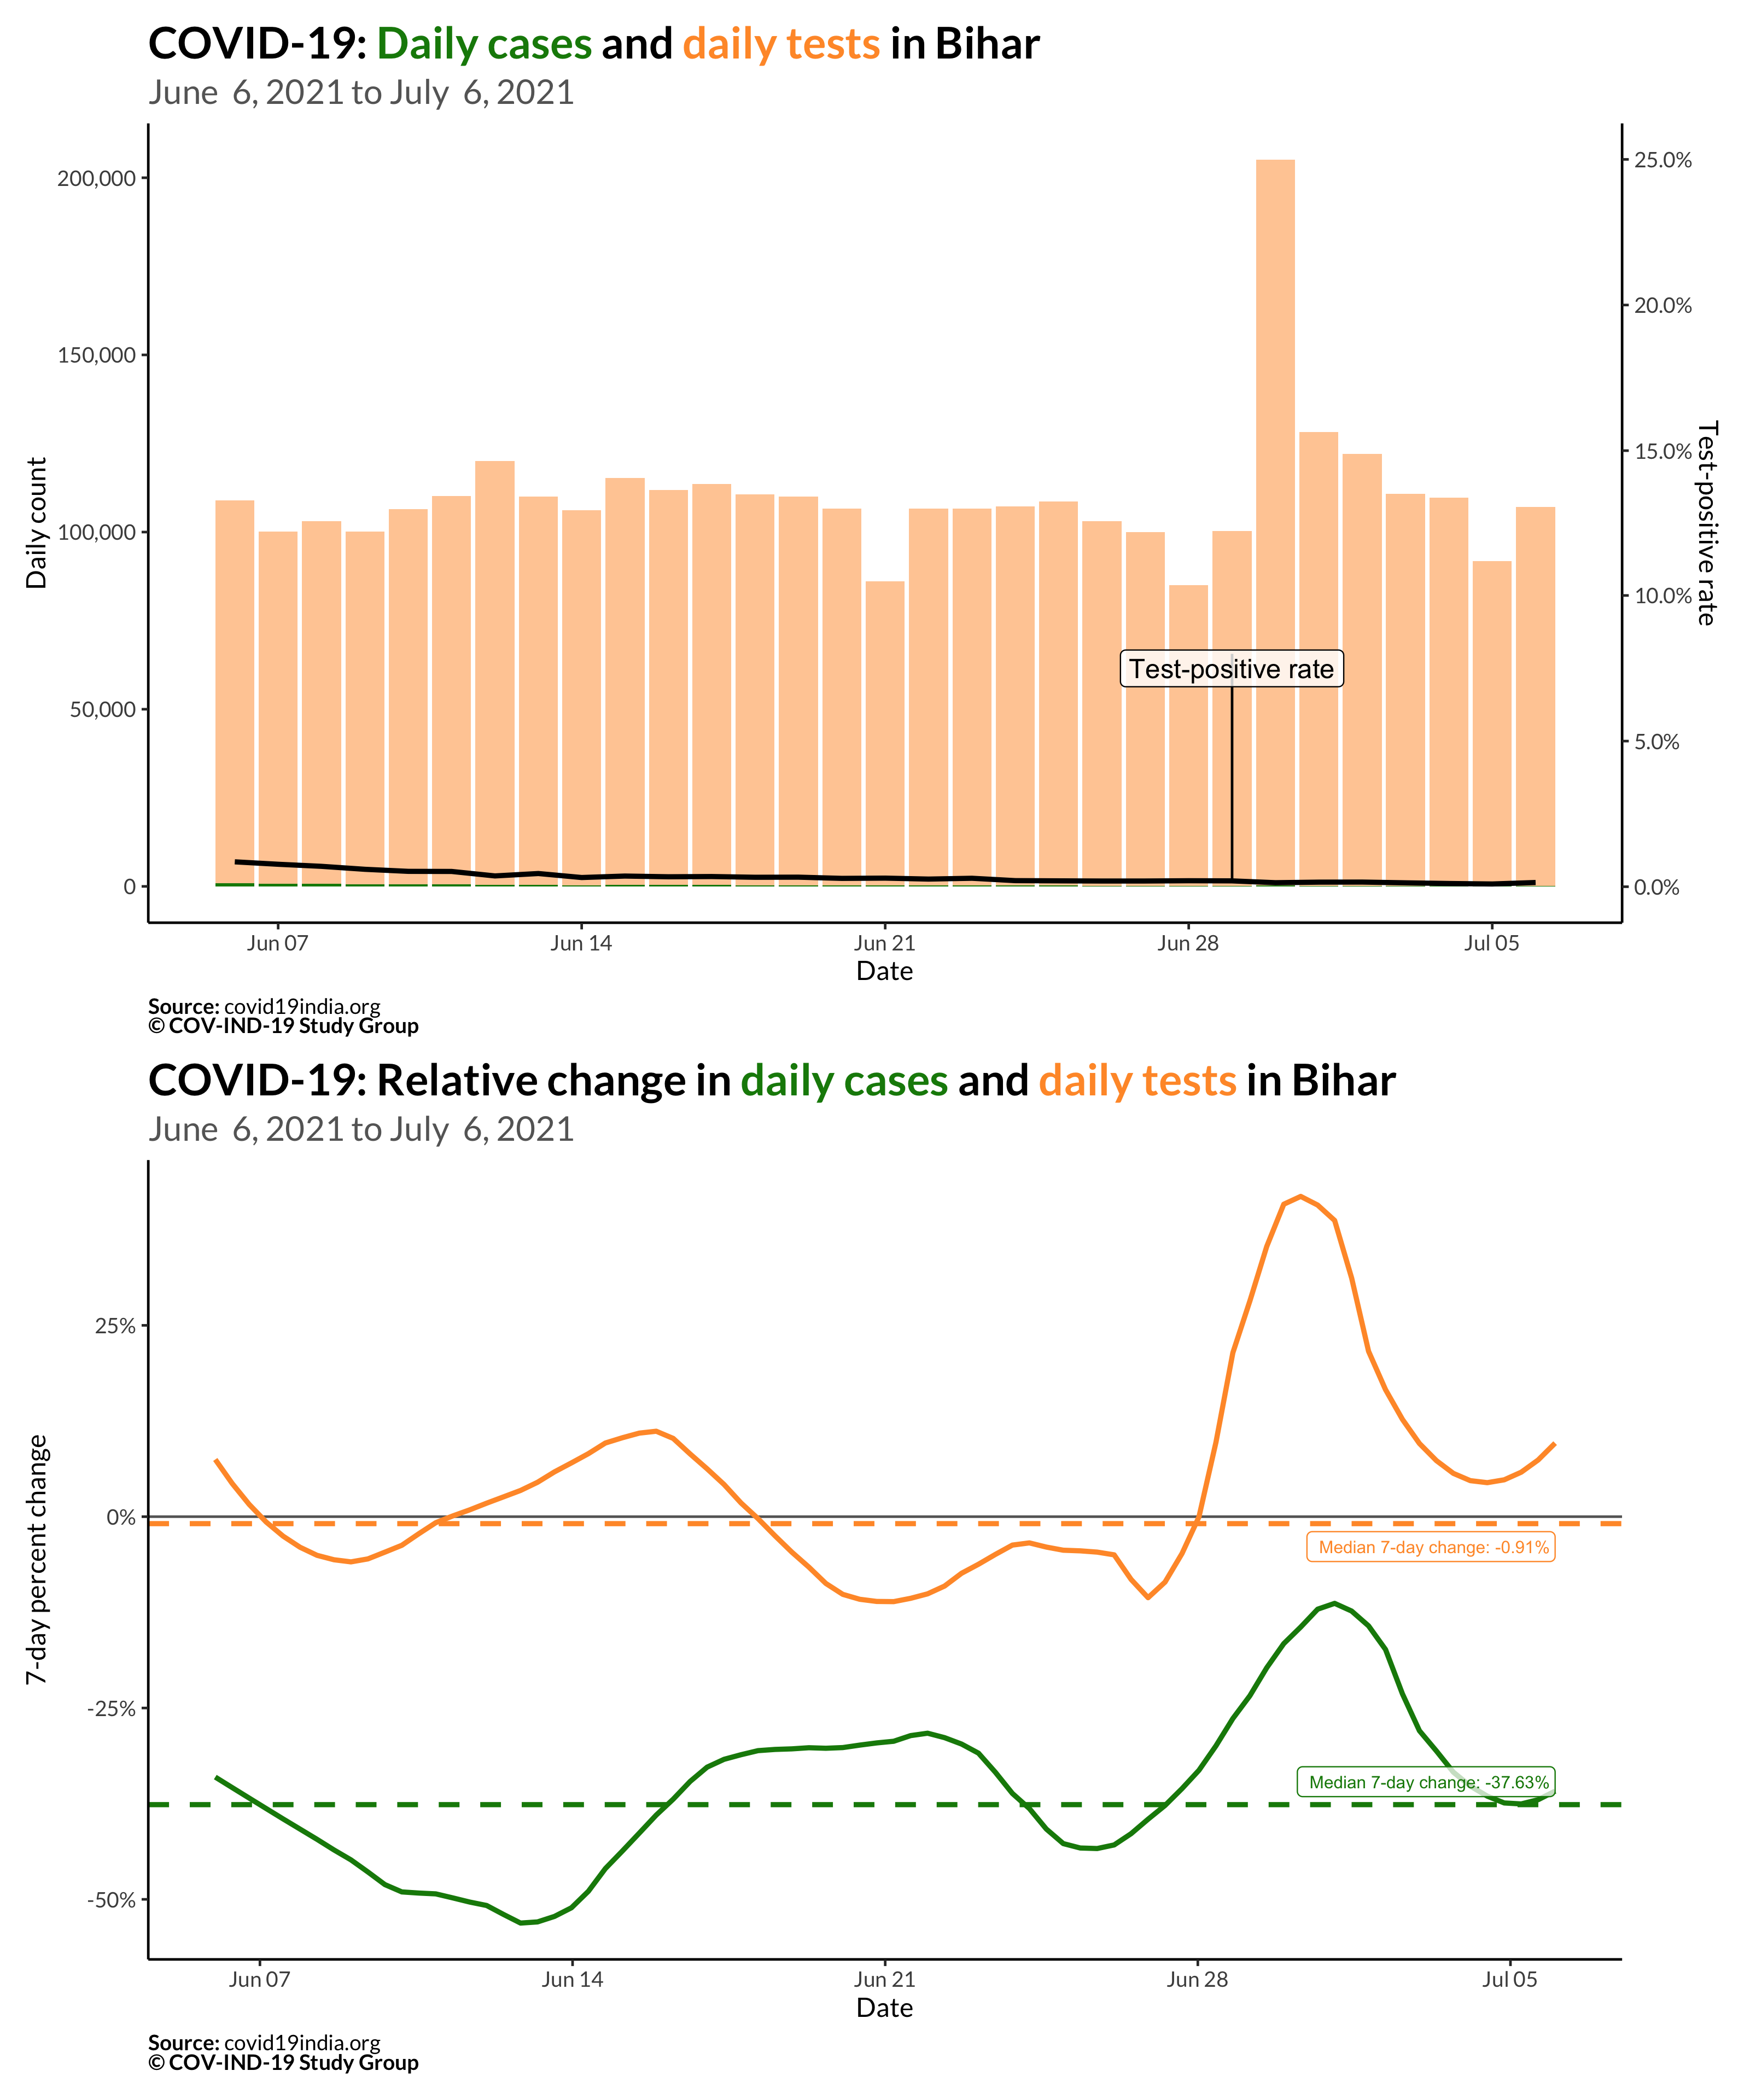 COVID-19: Daily cases and daily tests in Bihar
June 6, 2021 to July 6, 2021
200,000
150,000
100,000
50,000
0
Daily count
25.0%
20.0%
15.0%
10.0%
5.0%
0.0%
Test-positive rate
Test-positive rate
Jun 07
Jun 14
Jun 21
Jun 28
Jul 05
Date
Source: covid19india.org
© COV-IND-19 Study Group
COVID-19: Relative change in daily cases and daily tests in Bihar
June 6, 2021 to July 6, 2021
25%
0%
-25%
-50%
7-day percent change
Median 7-day change: -0.91%
Median 7-day change: -37.63%
Jun 07
Jun 14
Jun 21
Jun 28
Jul 05
Date
Source: covid19india.org
© COV-IND-19 Study Group